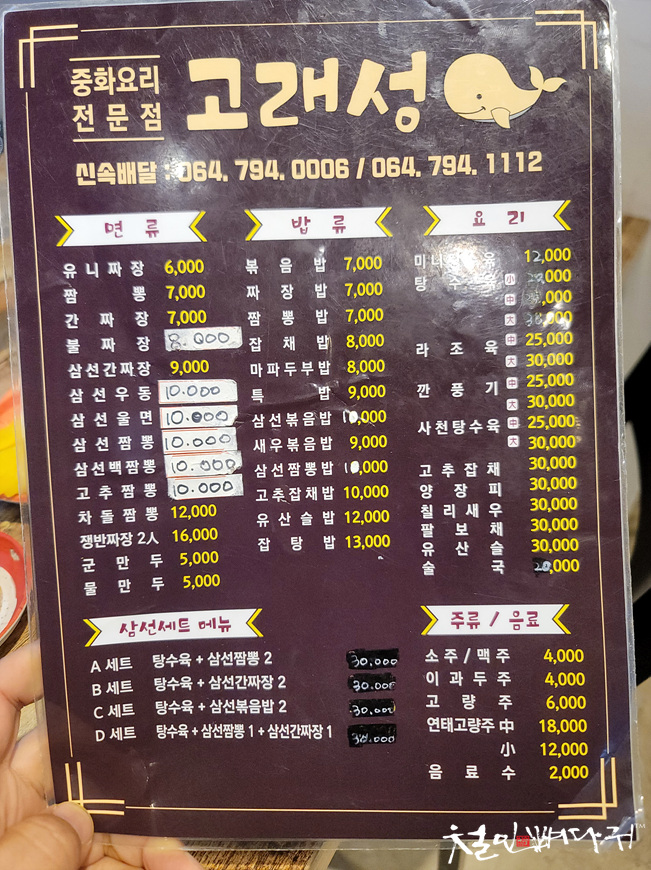 중화요리
전문점
고래성
신속배달 : 064. 794. 0006 / 064. 794. 1112
면 류
유니짜장 6,000
짬뽕 7,000
간짜장 7,000
불짜장 8.000
삼선간짜장 9,000
삼선우동 10.000
삼선울면 10.000
삼선짬뽕 10.000
삼선백짬뽕 10.000
고추짬뽕 10.000
차돌짬뽕 12,000
쟁반짜장 2人 16,000
군만두 5,000
물만두 5,000
밥 류
볶음밥 7,000
짜장밥 7,000
짬뽕밥 7,000
잡채밥 8,000
마파두부밥 8,000
특밥 9,000
삼선볶음밥 10,000
새우볶음밥 9,000
삼선짬뽕밥 10,000
고추잡채밥 10,000
유산슬밥 12,000
잡탕밥 13,000
요 리
미니탕수육 12,000
탕수육 小
中
大
라조육 中 25,000
大 30,000
깐풍기 中 25,000
大 30,000
사천탕수육 中 25,000
大 30,000
고추잡채 30,000
양장피 30,000
칠리새우 30,000
팔보채 30,000
유산슬 30,000
술국 20,000
삼선세트 메뉴
A 세트 탕수육 + 삼선짬뽕 2 30,000
B 세트 탕수육 + 삼선간짜장 2 30.000
C 세트 탕수육 + 삼선볶음밥 2 30,000
D 세트 탕수육 + 삼선짬뽕 1 + 삼선간짜장 1 30.000
주류 / 음료
소주 / 맥주 4,000
이과두주 4,000
고량주 6,000
연태고량주 中 18,000
小 12,000
음료수 2,000
철민빠다쥐